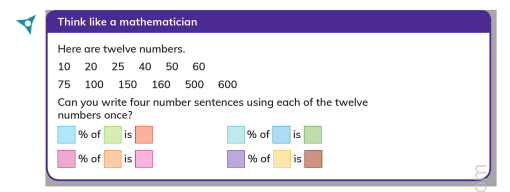 Think like a mathematician
Here are twelve numbers.
10 20 25 40 50 60
75 100 150 160 500 600
Can you write four number sentences using each of the twelve
numbers once?
% of is % of is
% of is % of is